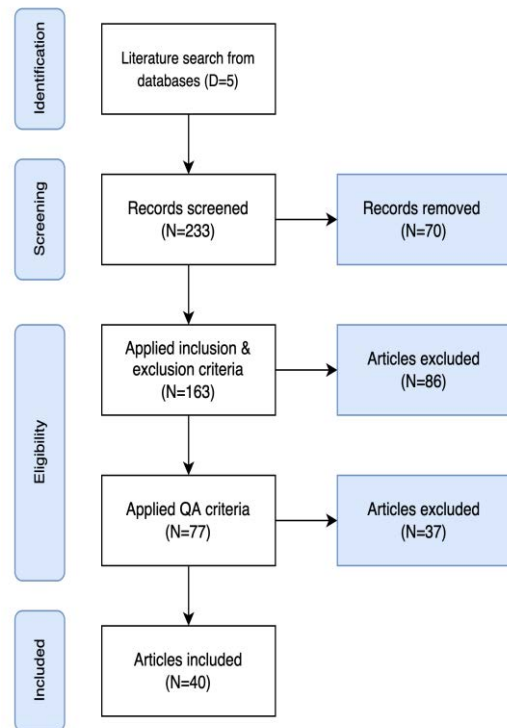 Identification
Literature search from
databases (D=5)
Screening
Records screened
(N=233)
Records removed
(N=70)
Eligibility
Applied inclusion &
exclusion criteria
(N=163)
Articles excluded
(N=86)
Applied QA criteria
(N=77)
Articles excluded
(N=37)
Included
Articles included
(N=40)